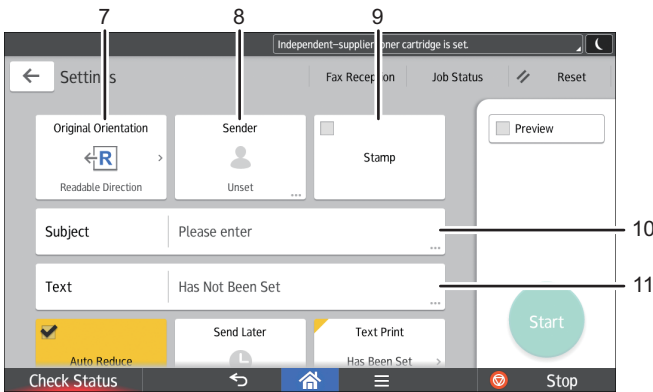 7 8 9
Independent-supplier toner cartridge is set.
Settings Fax Reception Job Status Reset
Original Orientation Sender Preview
R Stamp
Readable Direction Unset
Subject Please enter 10
Text Has Not Been Set 11
Start
Send Later Text Print
Auto Reduce Has Been Set
Check Status Stop